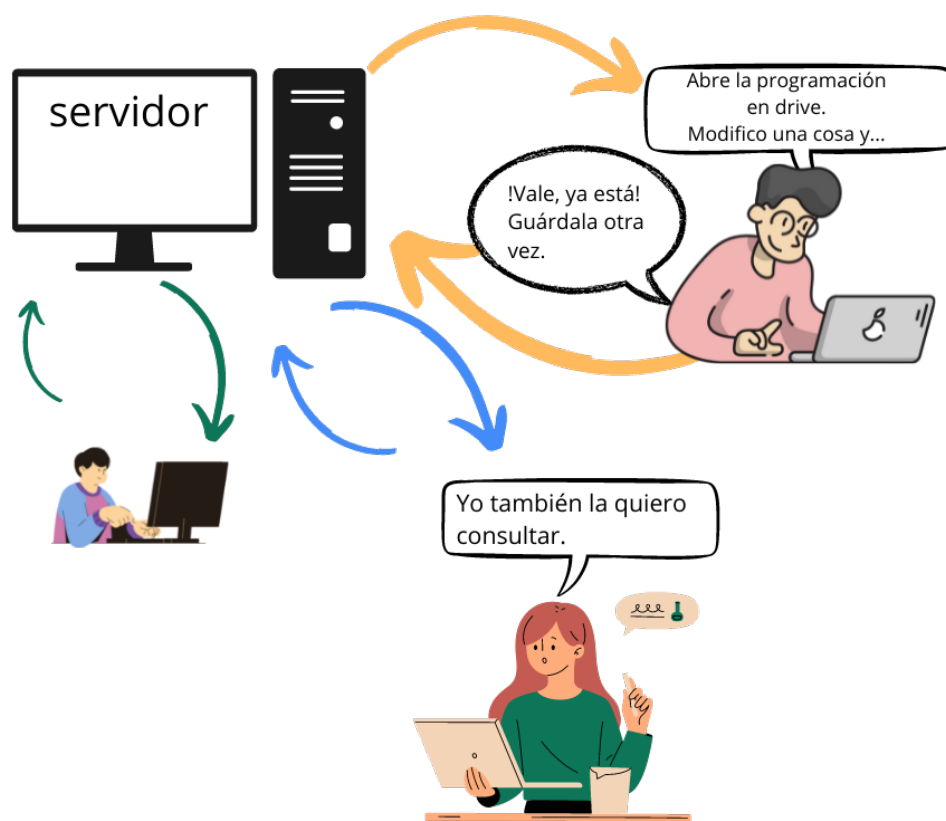 servidor
Abre la programación
en drive.
Modifico una cosa y...
!Vale, ya está!
Guárdala otra
vez.
Yo también la quiero
consultar.